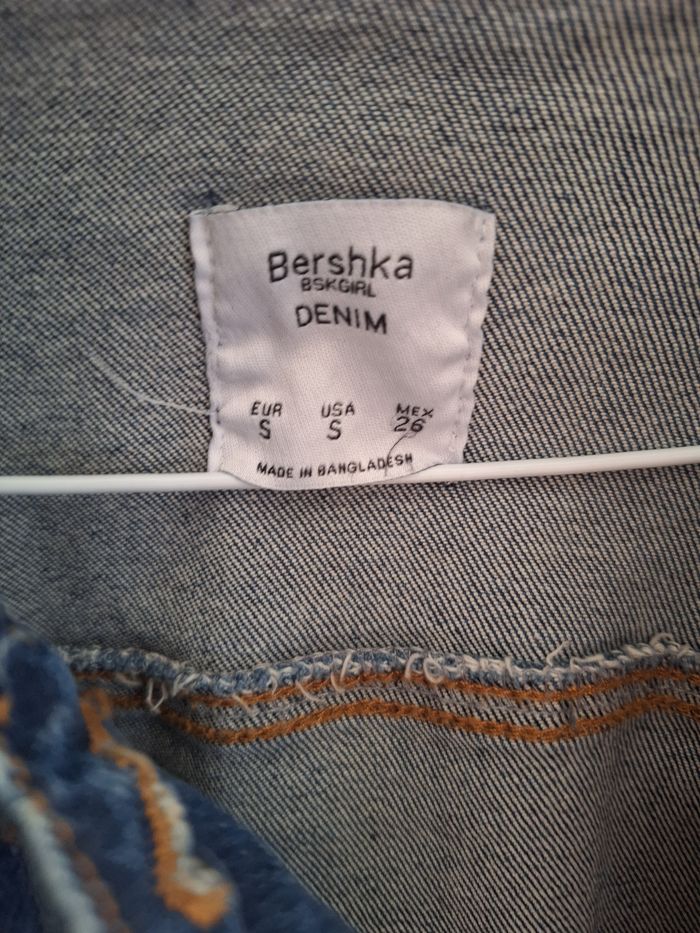 Bershka
BSKGIRL
DENIM
EUR USA MEX
S S 26
MADE IN BANGLADESH